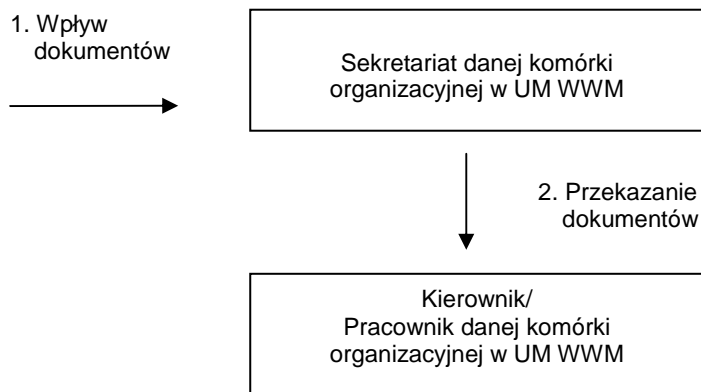 1. Wpływ
dokumentów
Sekretariat danej komórki
organizacyjnej w UM WWM
2. Przekazanie
dokumentów
Kierownik/
Pracownik danej komórki
organizacyjnej w UM WWM